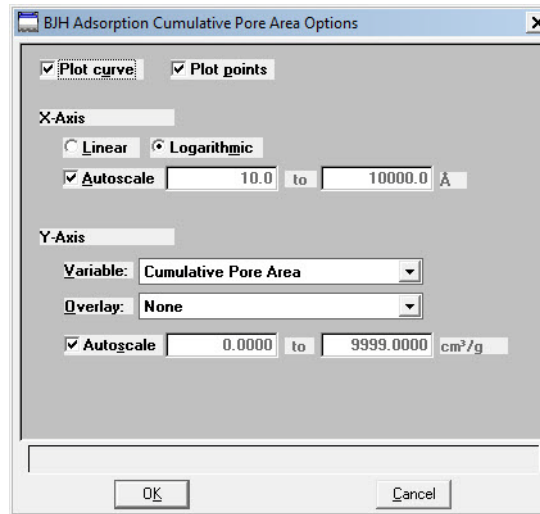 BJH Adsorption Cumulative Pore Area Options
Plot curve Plot points
X-Axis
Linear Logarithmic
Autoscale 10.0 to 10000.0 Å
Y-Axis
Variable: Cumulative Pore Area
Overlay: None
Autoscale 0.0000 to 9999.0000 cm³/g
OK Cancel